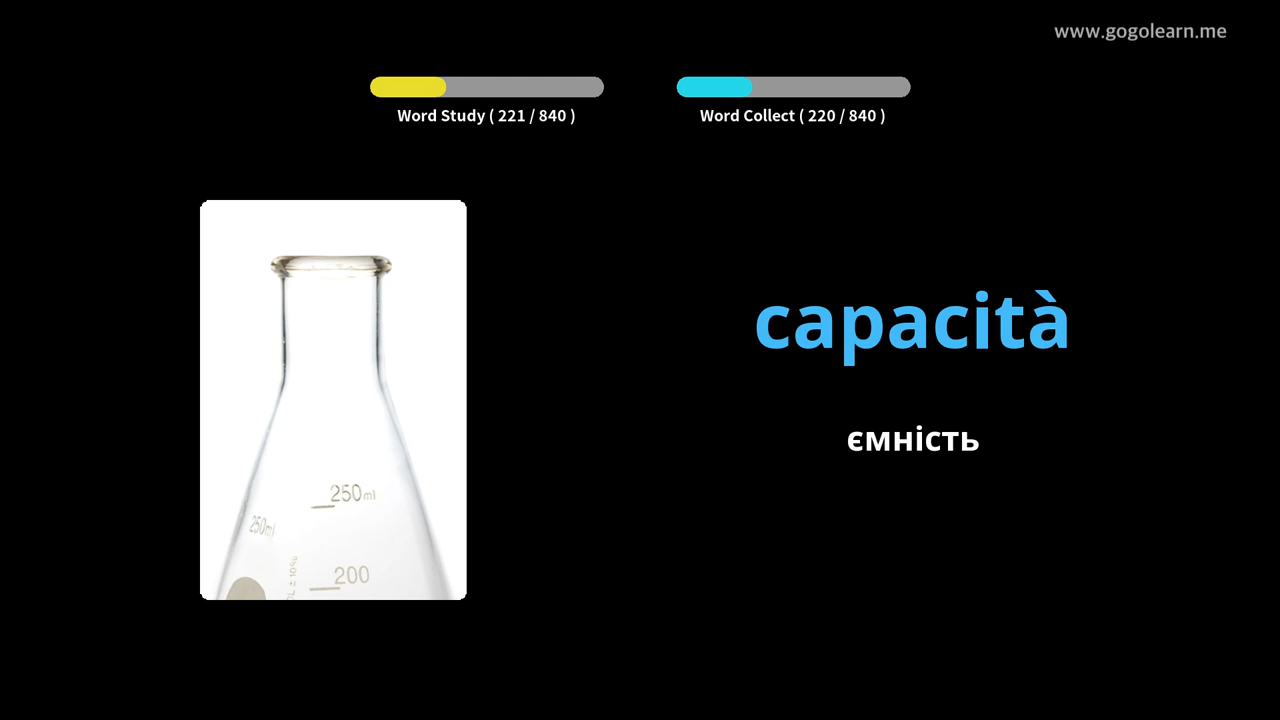 www.gogolearn.me
Word Study ( 221 / 840 )
Word Collect ( 220 / 840 )
capacità
ємність
250ml
250ml
200